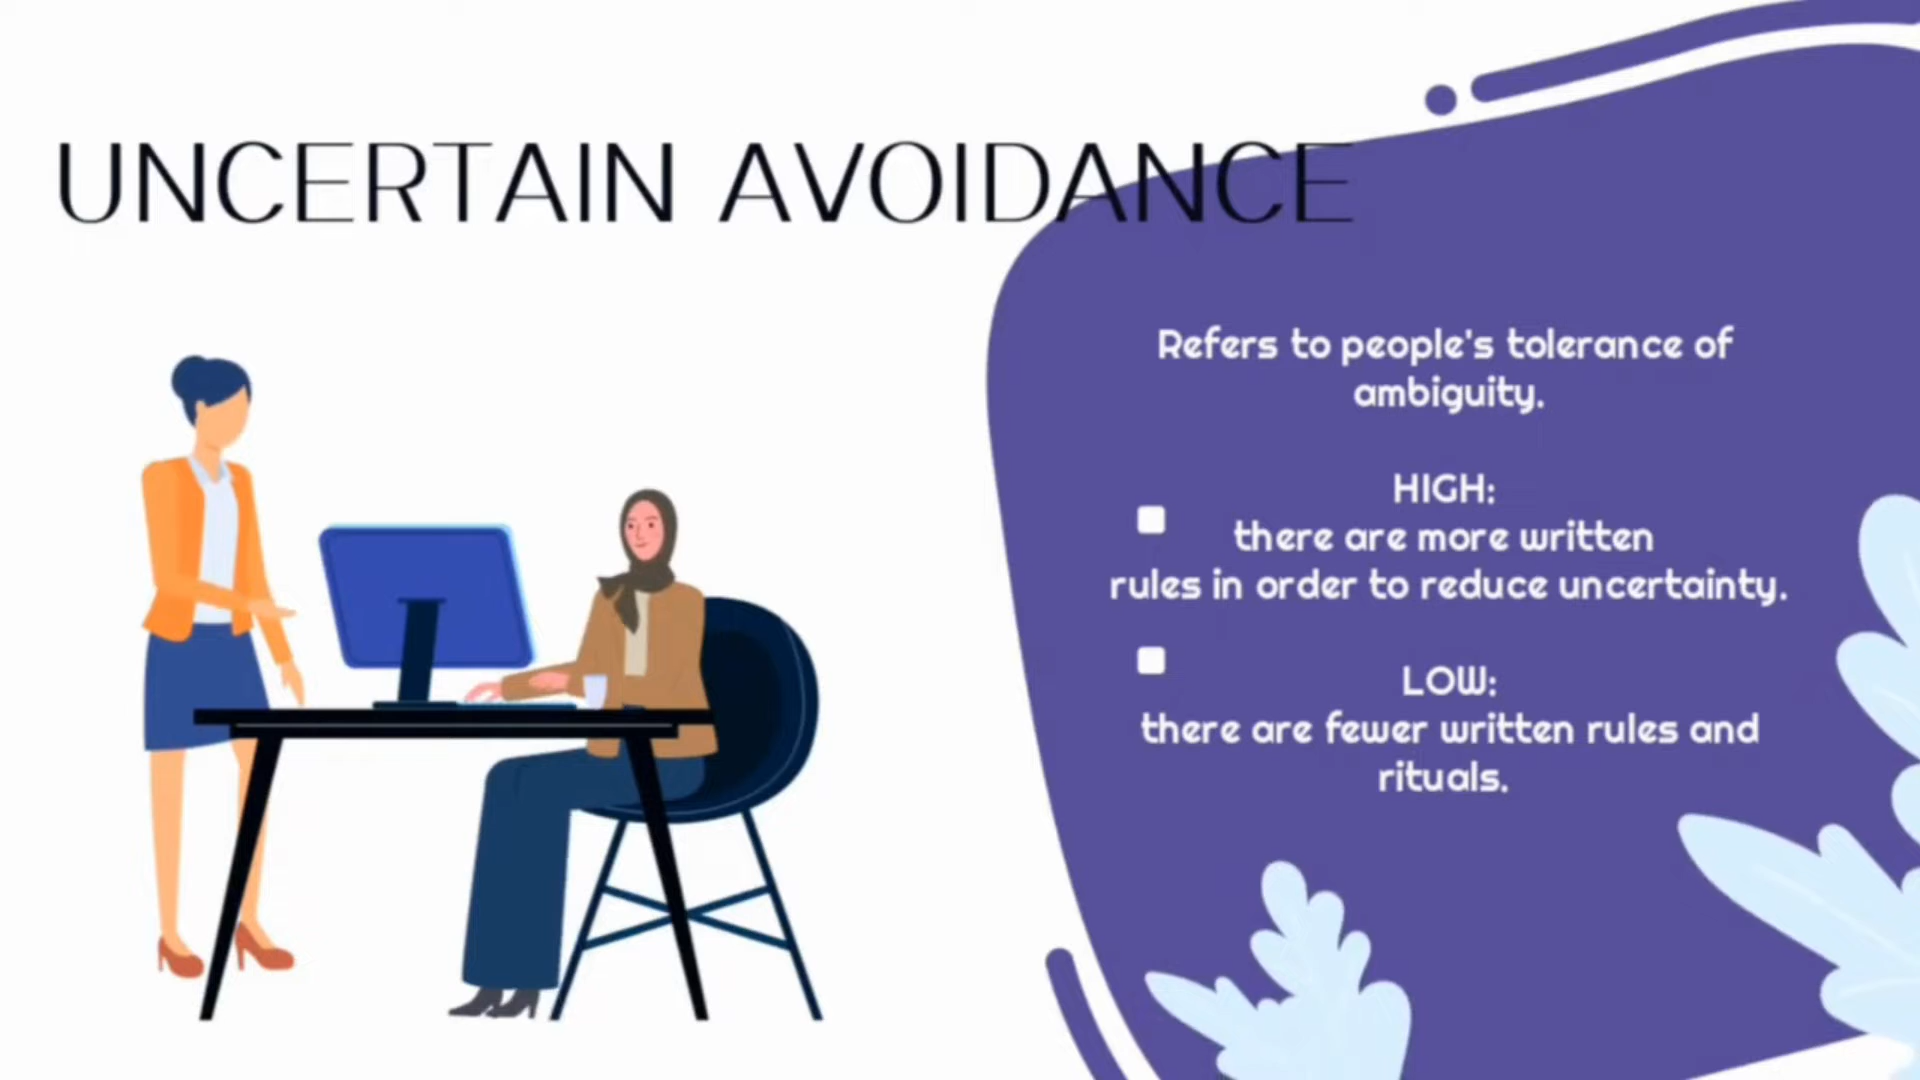 UNCERTAIN AVOIDANCE
Refers to people's tolerance of
ambiguity.
HIGH:
there are more written
rules in order to reduce uncertainty.
LOW:
there are fewer written rules and
rituals.